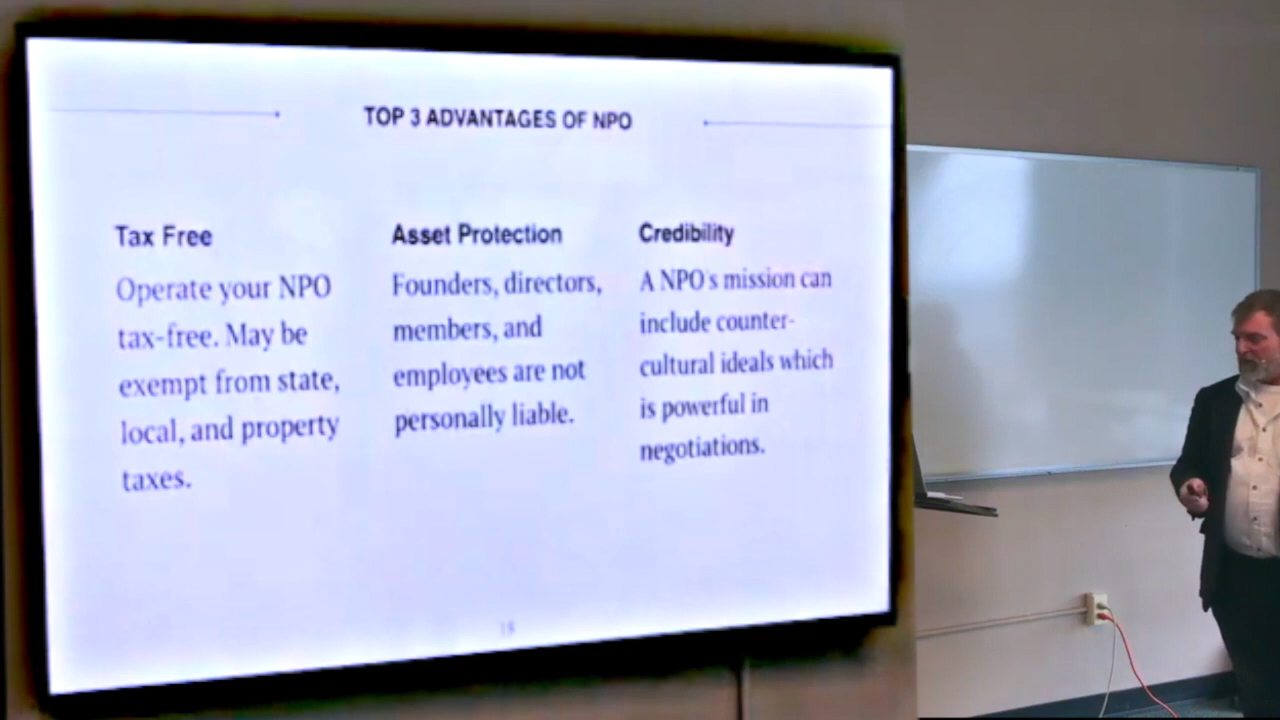 TOP 3 ADVANTAGES OF NPO
Tax Free
Operate your NPO
tax-free. May be
exempt from state,
local, and property
taxes.
Asset Protection
Founders, directors,
members, and
employees are not
personally liable.
Credibility
A NPO's mission can
include counter-
cultural ideals which
is powerful in
negotiations.